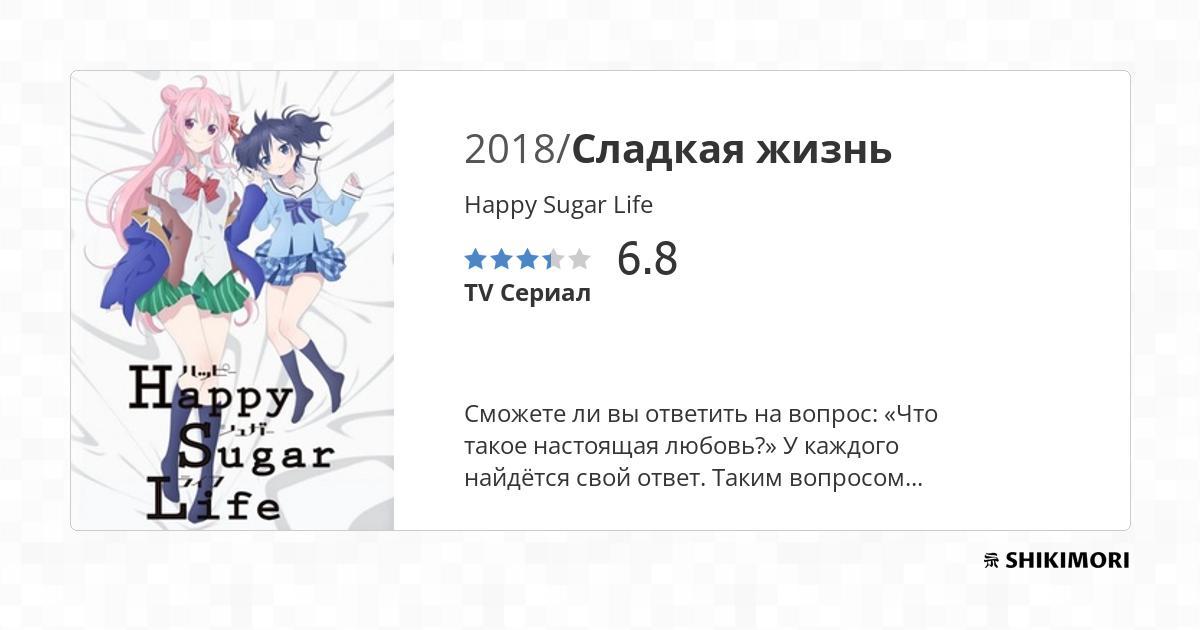 2018/Сладкая жизнь
Happy Sugar Life
6.8
TV Сериал
Сможете ли вы ответить на вопрос: «Что
такое настоящая любовь?» У каждого
найдётся свой ответ. Таким вопросом...
ハッピー
Happy
シュガー
Sugar
ライフ
Life
SHIKIMORI